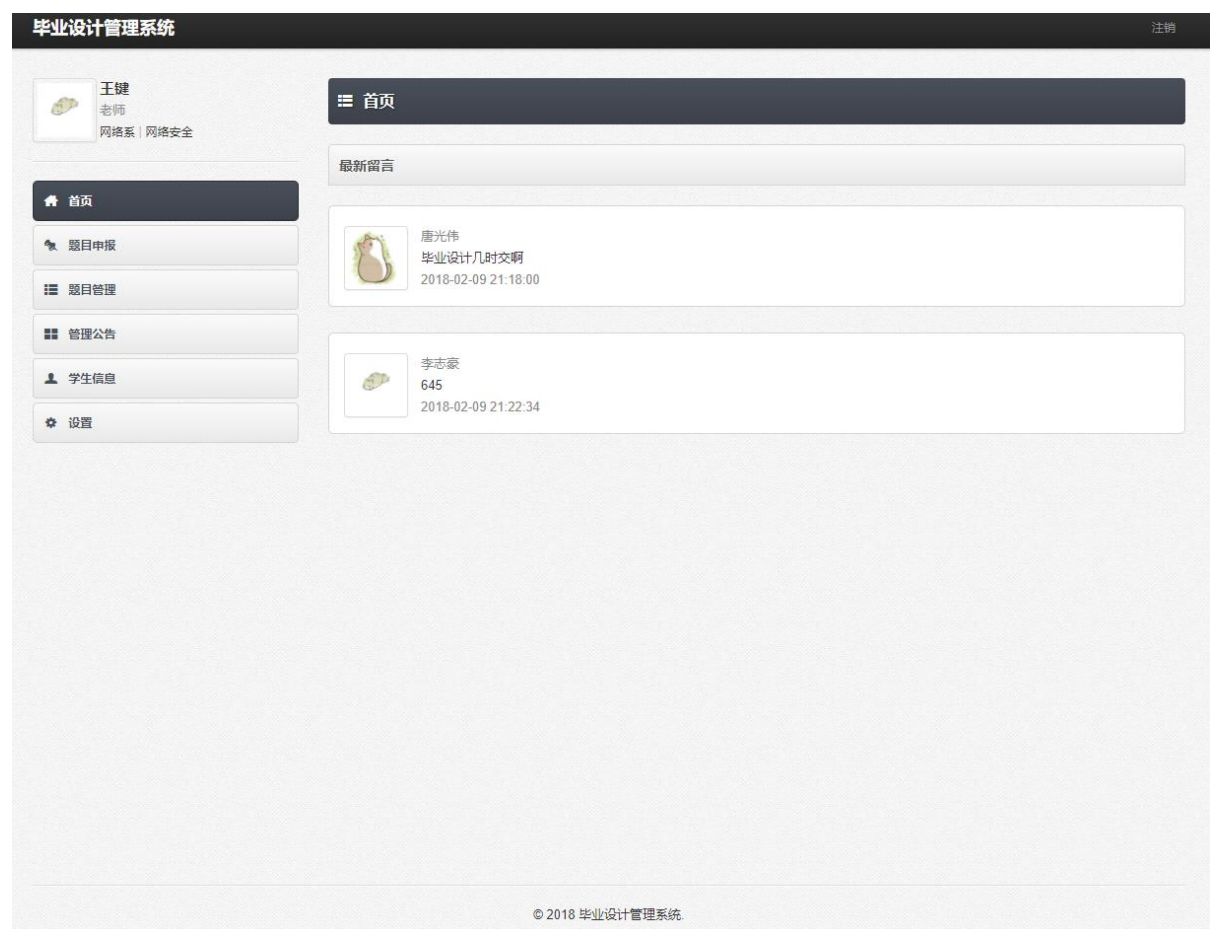 毕业设计管理系统
注销
王键
老师
网络系 | 网络安全
首页
题目申报
题目管理
管理公告
学生信息
设置
首页
最新留言
唐光伟
毕业设计几时交啊
2018-02-09 21:18:00
李志豪
645
2018-02-09 21:22:34
© 2018 毕业设计管理系统.